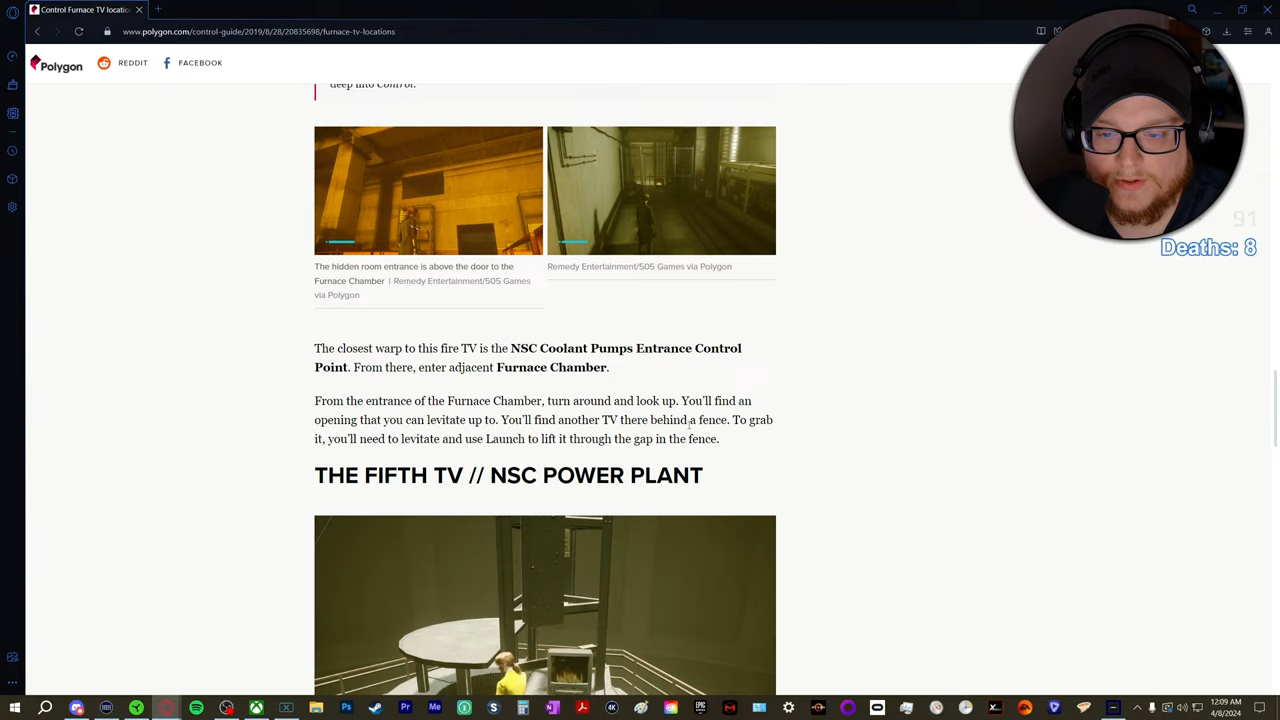 Control Furnace TV locatio
www.polygon.com/control-guide/2019/8/28/20835698/furnace-tv-locations
Polygon
REDDIT
FACEBOOK
deep into Control.
91
Deaths: 8
The hidden room entrance is above the door to the
Furnace Chamber | Remedy Entertainment/505 Games
via Polygon
Remedy Entertainment/505 Games via Polygon
The closest warp to this fire TV is the NSC Coolant Pumps Entrance Control
Point. From there, enter adjacent Furnace Chamber.
From the entrance of the Furnace Chamber, turn around and look up. You’ll find an
opening that you can levitate up to. You’ll find another TV there behind a fence. To grab
it, you’ll need to levitate and use Launch to lift it through the gap in the fence.
THE FIFTH TV // NSC POWER PLANT
12:09 AM
4/8/2024